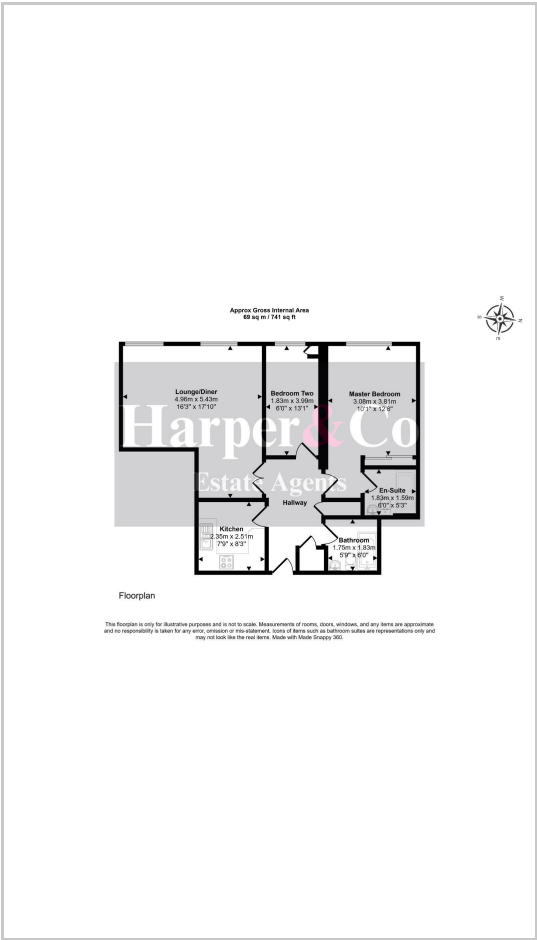 Approx Gross Internal Area
69 sq m / 741 sq ft
W
N
S
E
Lounge/Diner
4.96m x 5.43m
16'3" x 17'10"
Bedroom Two
1.83m x 3.99m
6'0" x 13'1"
Master Bedroom
3.08m x 3.81m
10'1" x 12'6"
Harper&Co
Estate Agents
En-Suite
1.83m x 1.59m
6'0" x 5'3"
Hallway
Kitchen
2.35m x 2.51m
7'9" x 8'3"
Bathroom
1.75m x 1.83m
5'9" x 6'0"
Floorplan
This floorplan is only for illustrative purposes and is not to scale. Measurements of rooms, doors, windows, and any items are approximate
and no responsibility is taken for any error, omission or mis-statement. Icons of items such as bathroom suites are representations only and
may not look like the real items. Made with Made Snappy 360.